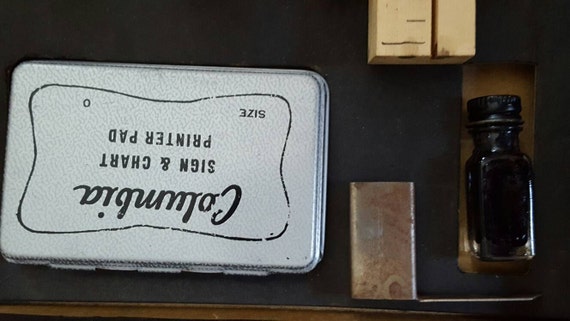 Columbia
SIGN & CHART
PRINTER PAD
SIZE 0